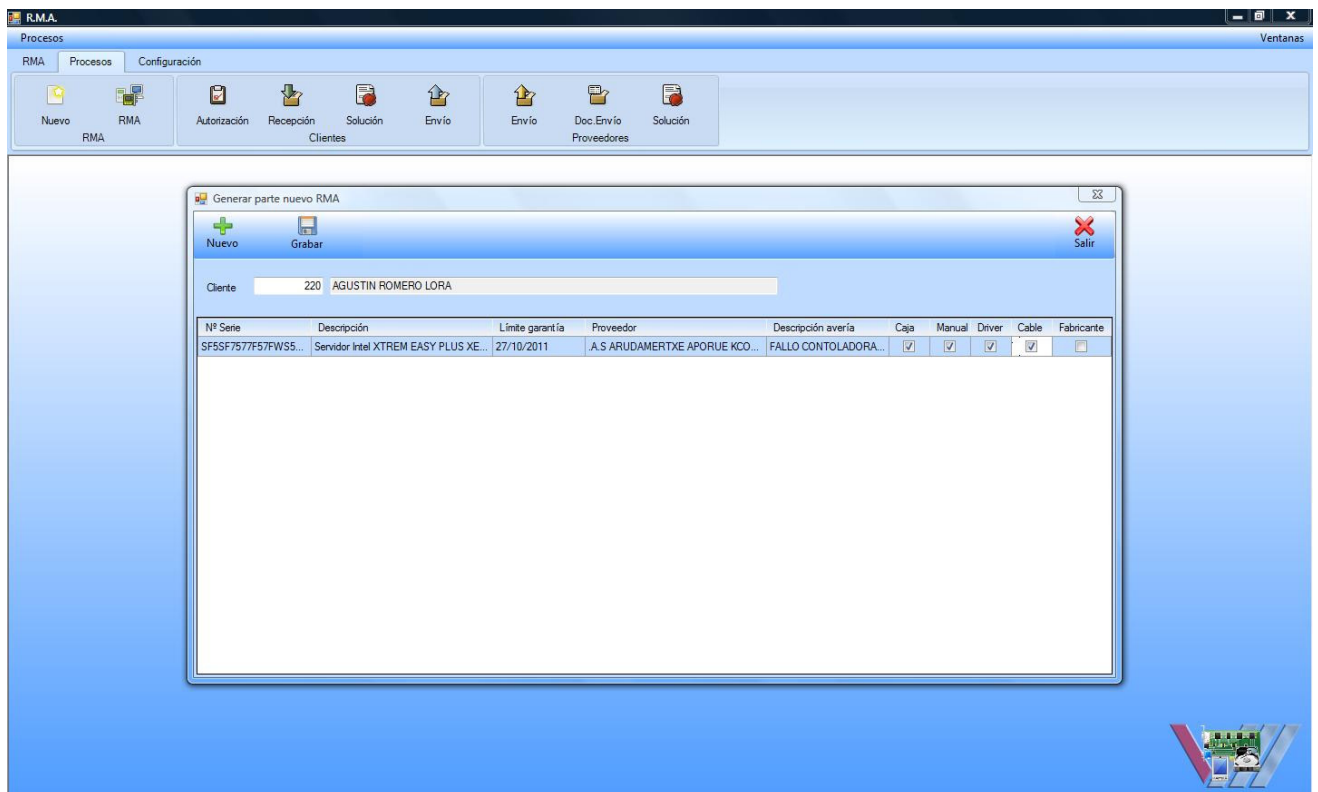 R.M.A.
Procesos Ventanas
RMA Procesos Configuración
Nuevo RMA Autorización Recepción Solución Envío Envío Doc.Envío Solución
RMA Clientes Proveedores
Generar parte nuevo RMA
Nuevo Grabar Salir
Cliente 220 AGUSTIN ROMERO LORA
Nº Serie Descripción Límite garantía Proveedor Descripción avería Caja Manual Driver Cable Fabricante
SF5SF7577F57FWS5... Servidor Intel XTREM EASY PLUS XE... 27/10/2011 .A.S ARUDAMERTXE APORUE KCO... FALLO CONTOLADORA...